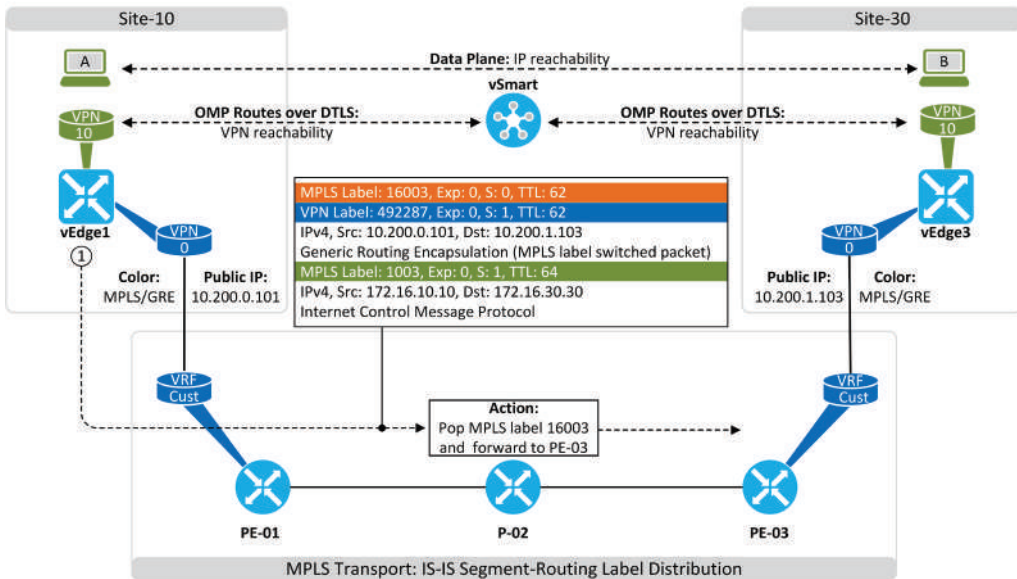 Site-10
Site-30
A
B
Data Plane: IP reachability
vSmart
VPN
10
OMP Routes over DTLS:
VPN reachability
OMP Routes over DTLS:
VPN reachability
VPN
10
MPLS Label: 16003, Exp: 0, S: 0, TTL: 62
VPN Label: 492287, Exp: 0, S: 1, TTL: 62
IPv4, Src: 10.200.0.101, Dst: 10.200.1.103
Generic Routing Encapsulation (MPLS label switched packet)
MPLS Label: 1003, Exp: 0, S: 1, TTL: 64
IPv4, Src: 172.16.10.10, Dst: 172.16.30.30
Internet Control Message Protocol
vEdge1
VPN
0
1
Color:
MPLS/GRE
Public IP:
10.200.0.101
vEdge3
VPN
0
Public IP:
10.200.1.103
Color:
MPLS/GRE
VRF
Cust
VRF
Cust
Action:
Pop MPLS label 16003
and forward to PE-03
PE-01
P-02
PE-03
MPLS Transport: IS-IS Segment-Routing Label Distribution